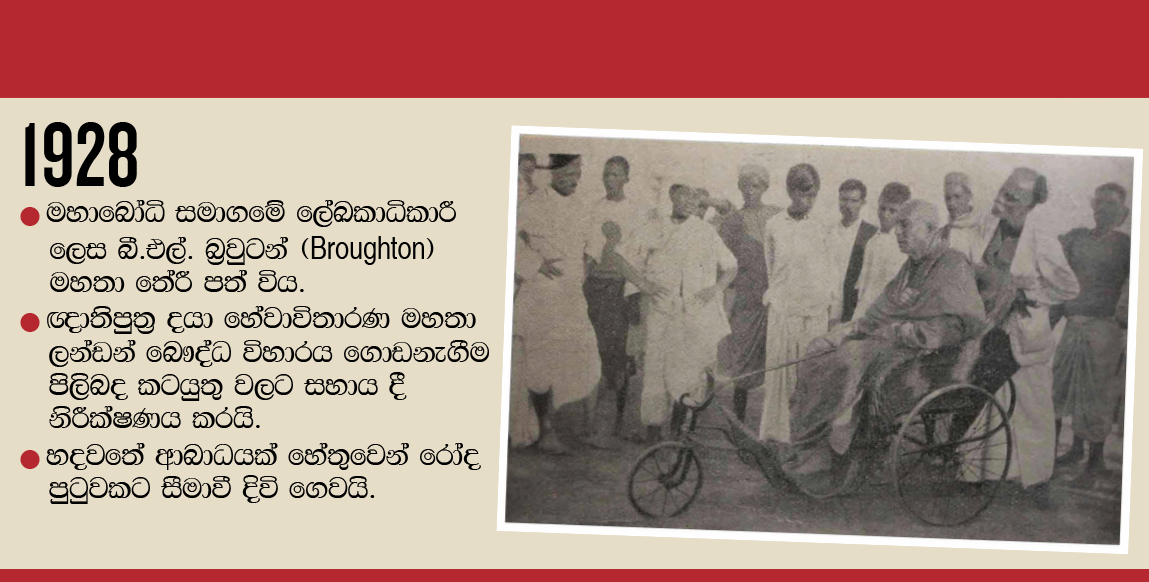 1928
මහාබෝධි සමාගමේ ලේඛකාධිකාරී
ලෙස බී.එල්. බ්‍රවුටන් (Broughton)
මහතා තේරී පත් විය.
ඥාතිපුත්‍ර දයා හේවාවිතාරණ මහතා
ලන්ඩන් බෞද්ධ විහාරය ගොඩනැගීම
පිලිබද කටයුතු වලට සහාය දී
නිරීක්ෂණය කරයි.
හදවතේ ආබාධයක් හේතුවෙන් රෝද
පුටුවකට සීමාවී දිවි ගෙවයි.